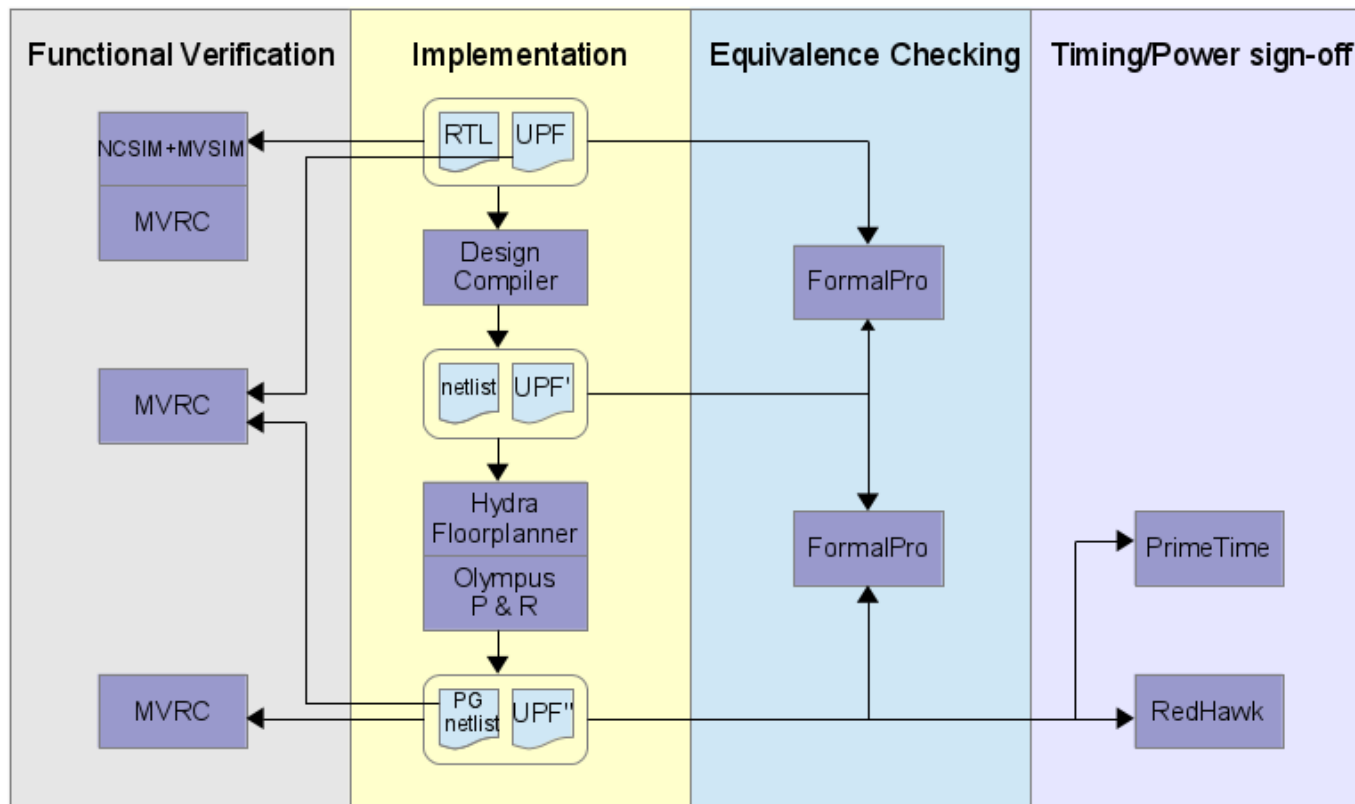 Functional Verification
Implementation
Equivalence Checking
Timing/Power sign-off
NCSIM+MVSIM
MVRC
RTL
UPF
Design
Compiler
FormalPro
MVRC
netlist
UPF'
Hydra
Floorplanner
Olympus
P & R
FormalPro
PrimeTime
MVRC
PG
netlist
UPF"
RedHawk